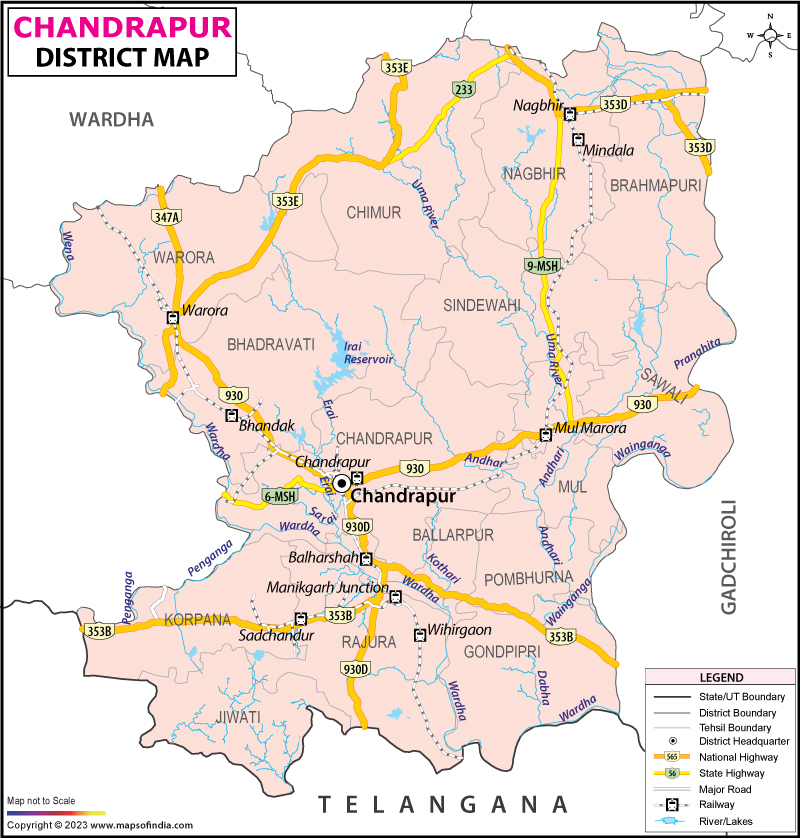 CHANDRAPUR
DISTRICT MAP
N
W
E
S
353E
233
Nagbhir
353D
WARDHA
Mindala
353D
NAGBHIR
BRAHMAPURI
Uma River
353E
CHIMUR
347A
Wena
WARORA
9-MSH
SINDEWAHI
Warora
BHADRAVATI
Irai
Reservoir
Uma River
Pranahita
SAWALI
930
930
Erai
Bhandak
Mul Marora
Wardha
CHANDRAPUR
Wainganga
Chandrapur
930
Andhar
Andhari
Erai
Chandrapur
6-MSH
MUL
Sarai
Wardha
930D
BALLARPUR
Andhari
GADCHIROLI
Penganga
Balharshah
Kothari
POMBHURNA
Penganga
Manikgarh Junction
Wardha
Wainganga
KORPANA
353B
353B
Sadchandur
RAJURA
Wihirgaon
353B
GONDPIPRI
930D
Wardha
Dabha
Wardha
JIWATI
LEGEND
State/UT Boundary
District Boundary
Tehsil Boundary
District Headquarter
565 National Highway
56 State Highway
Major Road
Railway
River/Lakes
Map not to Scale
TELANGANA
Copyright © 2023 www.mapsofindia.com